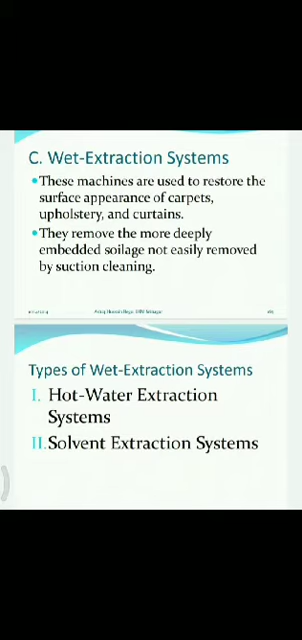 C. Wet-Extraction Systems
•These machines are used to restore the
surface appearance of carpets,
upholstery, and curtains.
•They remove the more deeply
embedded soilage not easily removed
by suction cleaning.
Types of Wet-Extraction Systems
I. Hot-Water Extraction
Systems
II. Solvent Extraction Systems